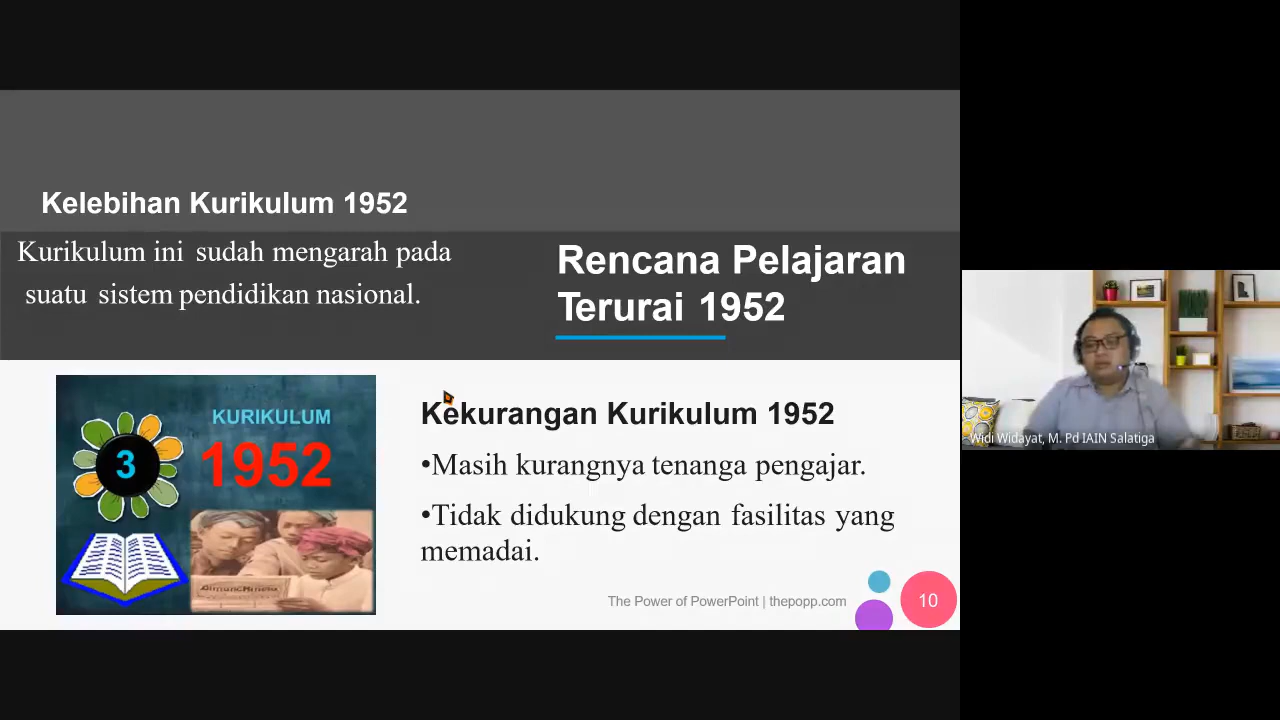 Kelebihan Kurikulum 1952
Kurikulum ini sudah mengarah pada
suatu sistem pendidikan nasional.
Rencana Pelajaran
Terurai 1952
KURIKULUM
3
1952
Kekurangan Kurikulum 1952
•Masih kurangnya tenanga pengajar.
•Tidak didukung dengan fasilitas yang
memadai.
The Power of PowerPoint | thepopp.com
10
Widi Widayat, M. Pd IAIN Salatiga